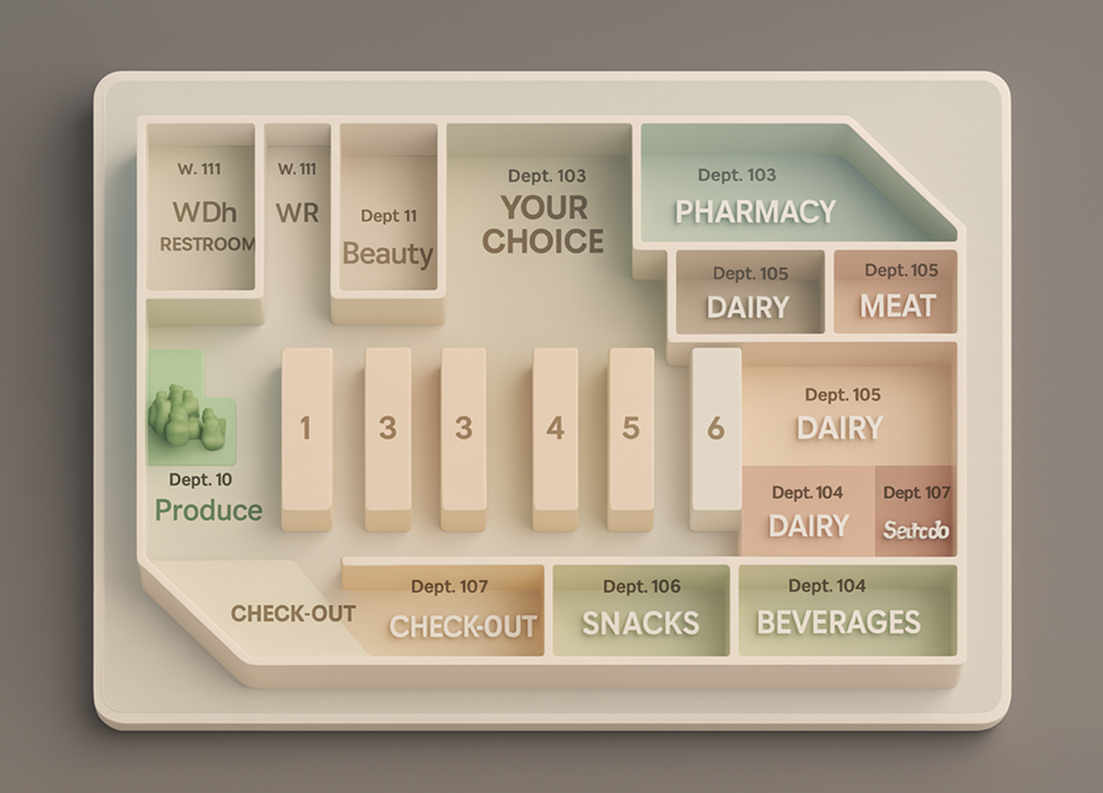 W. 111
WDh
RESTROOM
W. 111
WR
Dept 11
Beauty
Dept. 103
YOUR
CHOICE
Dept. 103
PHARMACY
Dept. 105
DAIRY
Dept. 105
MEAT
1
3
3
4
5
6
Dept. 105
DAIRY
Dept. 10
Produce
Dept. 104
DAIRY
Dept. 107
CHECK-OUT
Dept. 107
CHECK-OUT
Dept. 106
SNACKS
Dept. 104
BEVERAGES